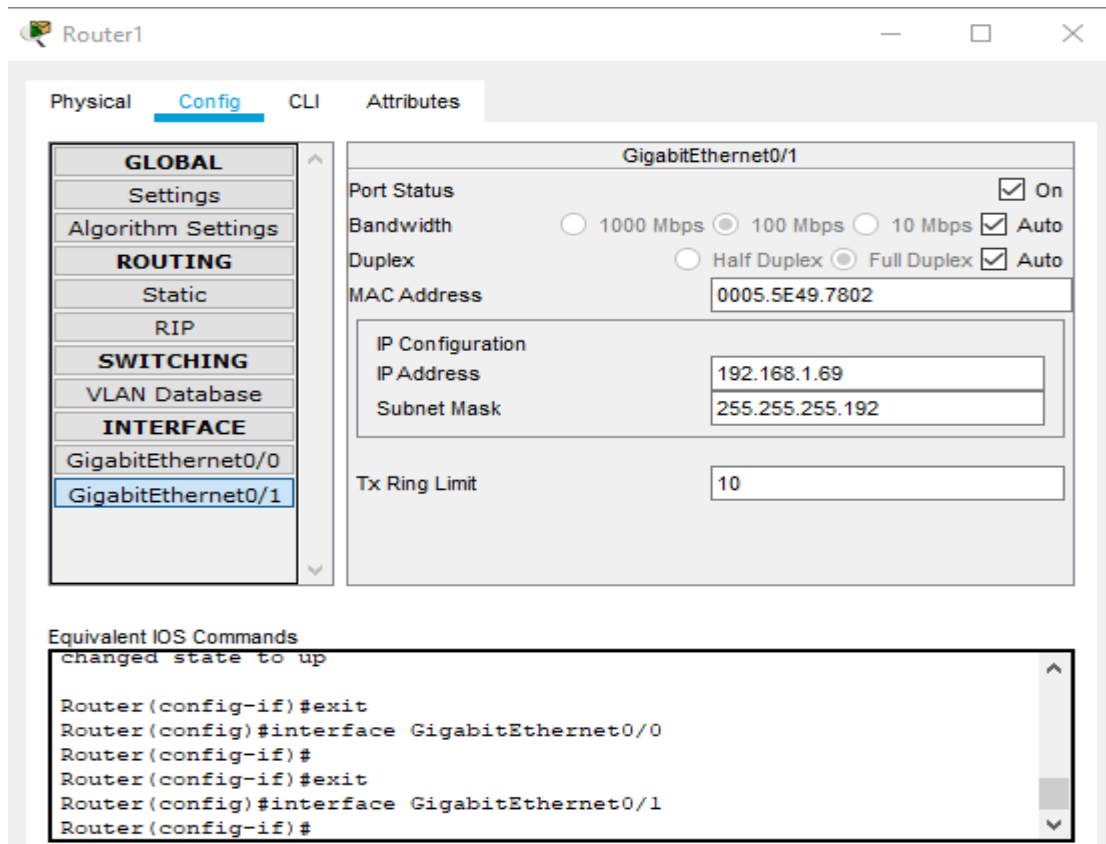 Router1
Physical Config CLI Attributes
GLOBAL
Settings
Algorithm Settings
ROUTING
Static
RIP
SWITCHING
VLAN Database
INTERFACE
GigabitEthernet0/0
GigabitEthernet0/1
GigabitEthernet0/1
Port Status On
Bandwidth 1000 Mbps 100 Mbps 10 Mbps Auto
Duplex Half Duplex Full Duplex Auto
MAC Address 0005.5E49.7802
IP Configuration
IP Address 192.168.1.69
Subnet Mask 255.255.255.192
Tx Ring Limit 10
Equivalent IOS Commands
changed state to up
Router(config-if)#exit
Router(config)#interface GigabitEthernet0/0
Router(config-if)#
Router(config-if)#exit
Router(config)#interface GigabitEthernet0/1
Router(config-if)#